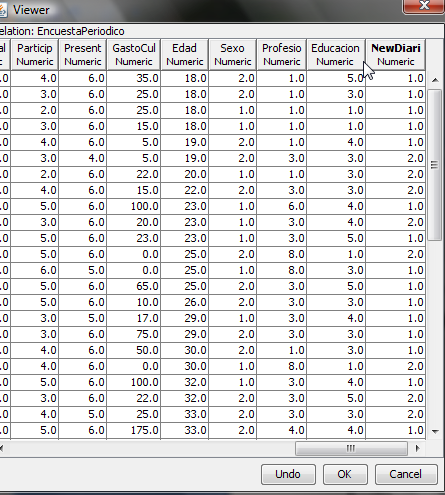 Viewer
elation: EncuestaPeriodico
al Particip Present GastoCul Edad Sexo Profesio Educacion NewDiari
c Numeric Numeric Numeric Numeric Numeric Numeric Numeric Numeric
.0 4.0 6.0 35.0 18.0 2.0 1.0 5.0 1.0
.0 3.0 6.0 25.0 18.0 2.0 1.0 3.0 1.0
.0 2.0 6.0 25.0 18.0 1.0 1.0 1.0 1.0
.0 3.0 6.0 15.0 18.0 1.0 1.0 1.0 1.0
.0 4.0 6.0 5.0 19.0 2.0 1.0 4.0 1.0
.0 3.0 4.0 5.0 19.0 2.0 3.0 3.0 2.0
.0 2.0 6.0 22.0 20.0 1.0 1.0 3.0 2.0
.0 4.0 6.0 15.0 22.0 2.0 3.0 3.0 2.0
.0 5.0 6.0 100.0 23.0 1.0 6.0 4.0 1.0
.0 3.0 6.0 20.0 23.0 2.0 3.0 4.0 2.0
.0 5.0 6.0 23.0 23.0 2.0 3.0 5.0 1.0
.0 5.0 6.0 0.0 25.0 2.0 8.0 1.0 2.0
.0 6.0 5.0 0.0 25.0 1.0 8.0 3.0 1.0
.0 5.0 6.0 65.0 25.0 2.0 3.0 5.0 1.0
.0 5.0 6.0 10.0 26.0 2.0 3.0 3.0 1.0
.0 3.0 5.0 17.0 29.0 1.0 3.0 4.0 1.0
.0 3.0 6.0 75.0 29.0 2.0 3.0 3.0 1.0
.0 4.0 6.0 50.0 30.0 2.0 1.0 3.0 1.0
.0 4.0 6.0 0.0 30.0 1.0 8.0 1.0 2.0
.0 5.0 6.0 100.0 32.0 1.0 3.0 4.0 1.0
.0 3.0 6.0 22.0 32.0 2.0 3.0 5.0 2.0
.0 4.0 5.0 25.0 33.0 2.0 3.0 3.0 1.0
.0 5.0 6.0 175.0 33.0 2.0 4.0 4.0 1.0
Undo OK Cancel